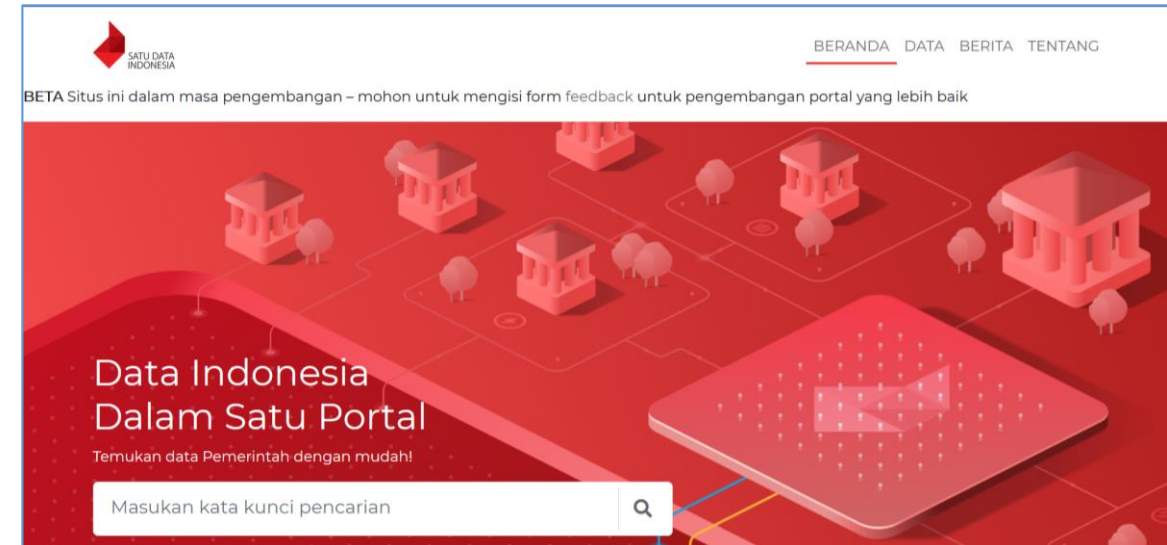 SATU DATA
INDONESIA
BERANDA DATA BERITA TENTANG
BETA Situs ini dalam masa pengembangan – mohon untuk mengisi form feedback untuk pengembangan portal yang lebih baik
Data Indonesia
Dalam Satu Portal
Temukan data Pemerintah dengan mudah!
Masukan kata kunci pencarian